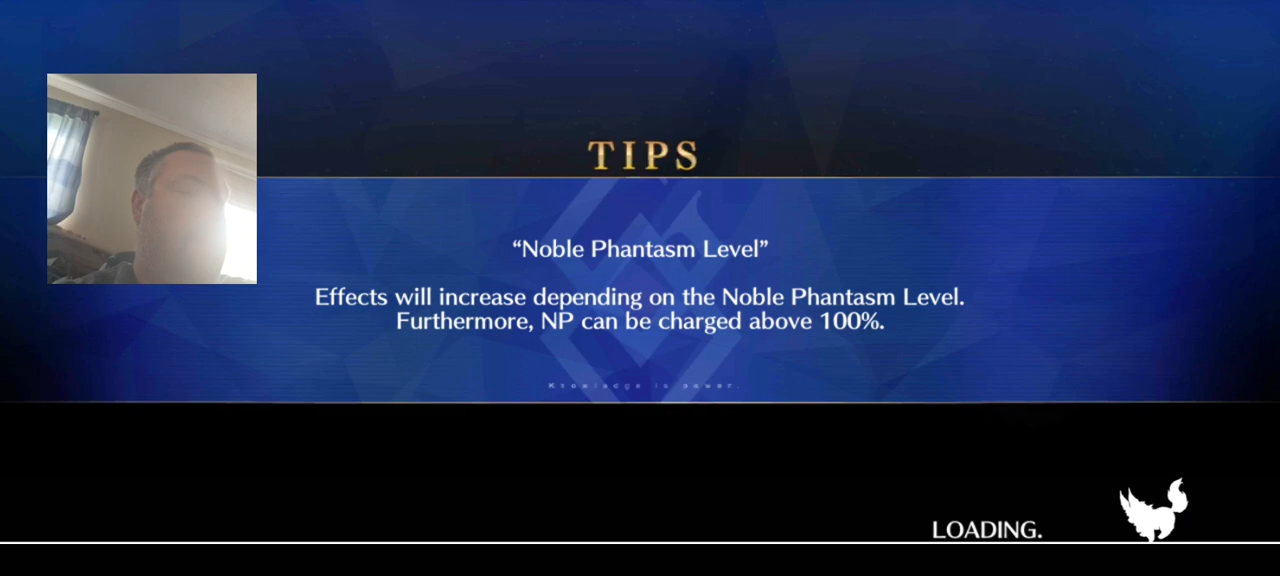 TIPS
“Noble Phantasm Level”
Effects will increase depending on the Noble Phantasm Level.
Furthermore, NP can be charged above 100%.
Knowledge is power.
LOADING.